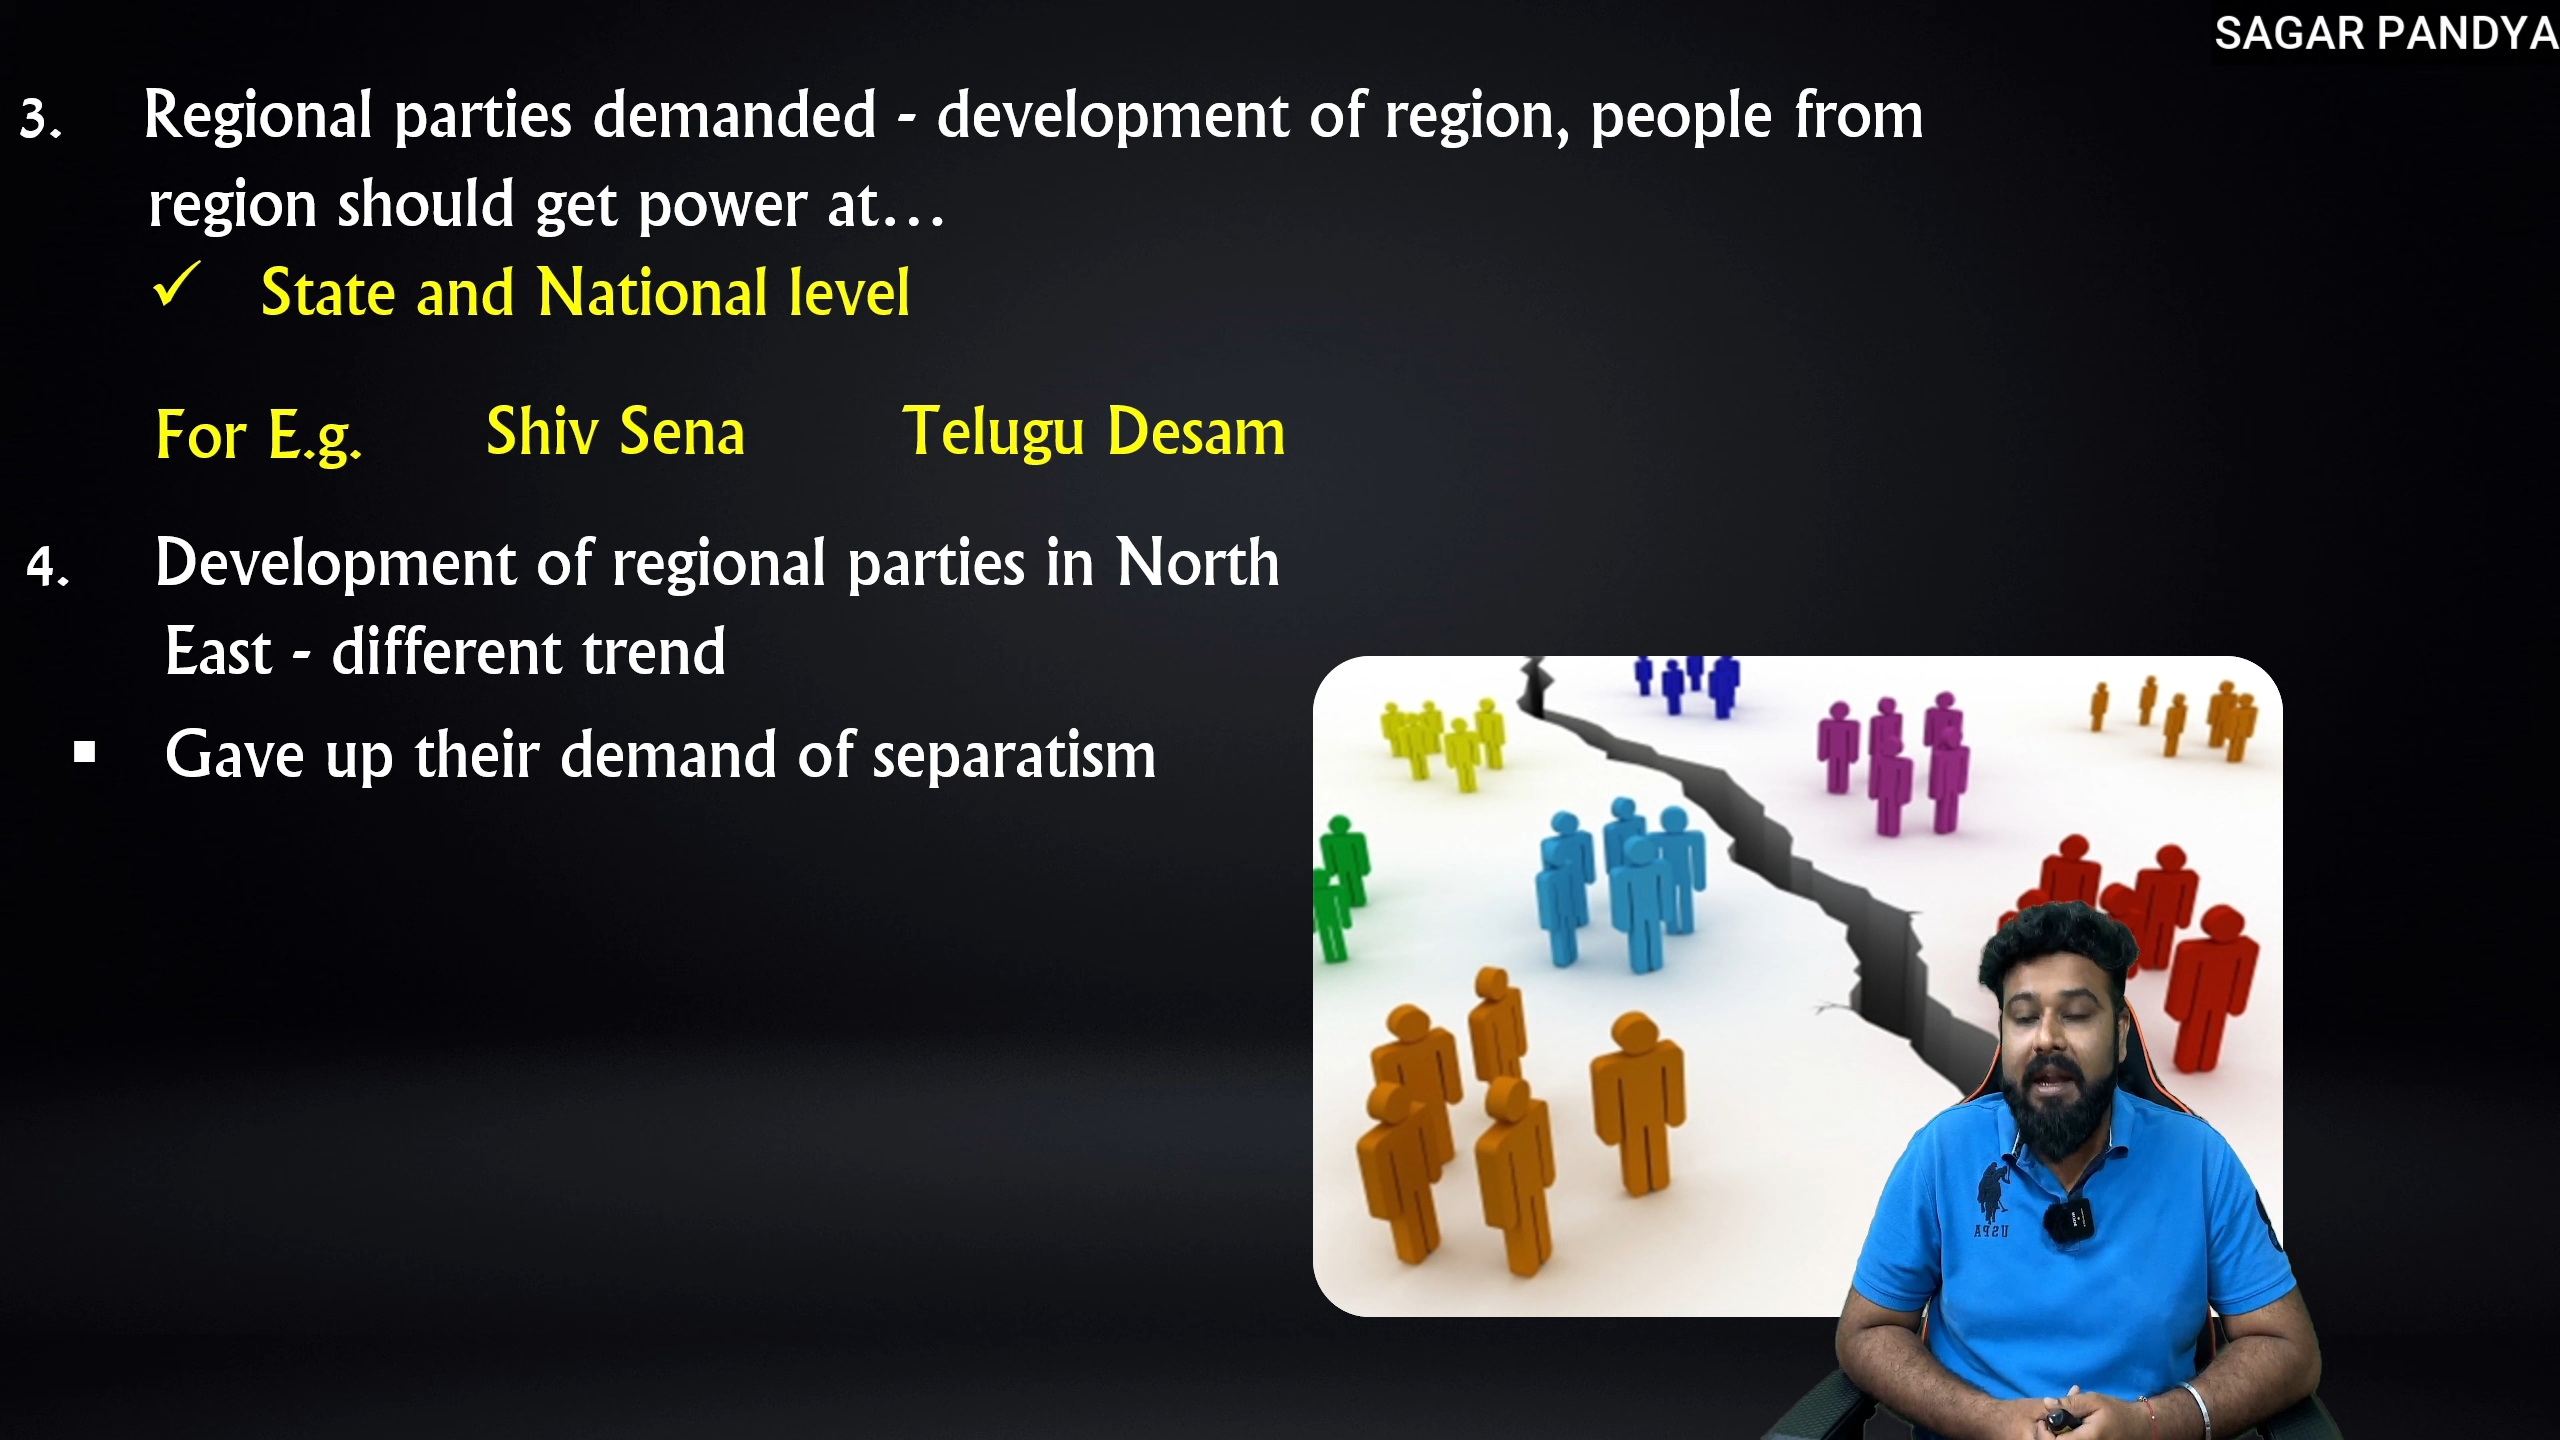 SAGAR PANDYA
3. Regional parties demanded - development of region, people from
region should get power at...
✓ State and National level
For E.g. Shiv Sena Telugu Desam
4. Development of regional parties in North
East - different trend
▪ Gave up their demand of separatism
USPA